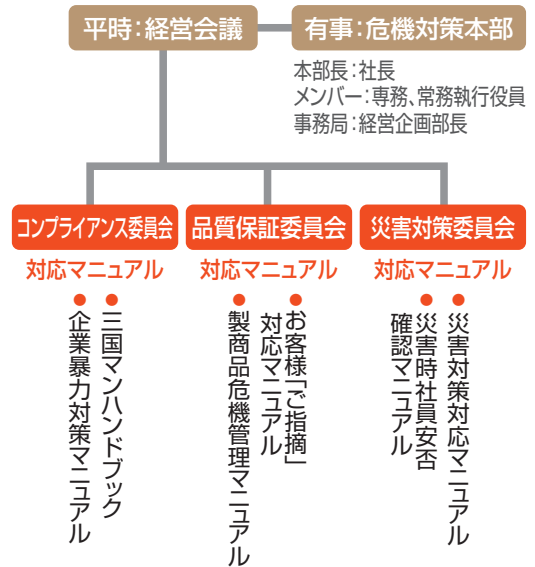 平時：経営会議
有事：危機対策本部
本部長：社長
メンバー：専務、常務執行役員
事務局：経営企画部長
コンプライアンス委員会
対応マニュアル
●三国マンハンドブック
●企業暴力対策マニュアル
品質保証委員会
対応マニュアル
●お客様「ご指摘」
対応マニュアル
●製商品危機管理マニュアル
災害対策委員会
対応マニュアル
●災害対策対応マニュアル
●災害時社員安否
確認マニュアル